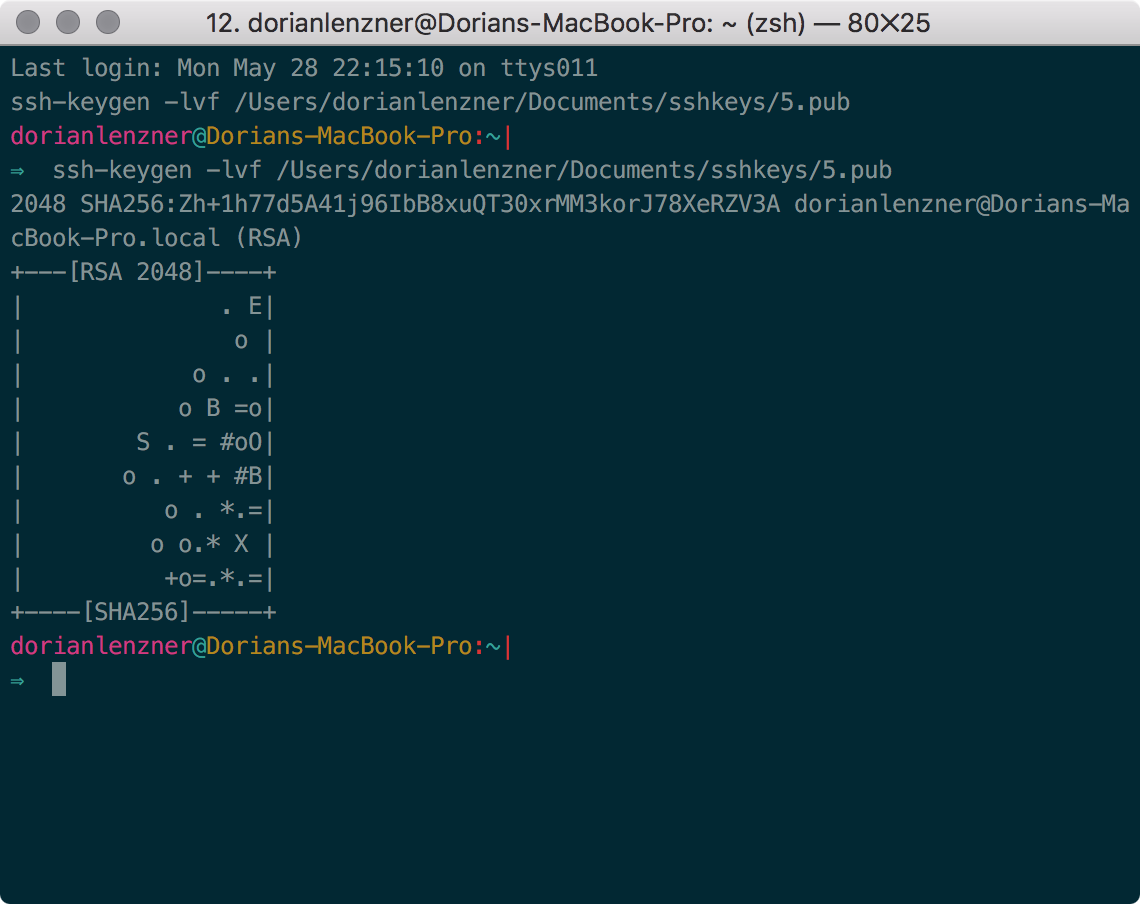 12. dorianlenzner@Dorians-MacBook-Pro: ~ (zsh) — 80×25
Last login: Mon May 28 22:15:10 on ttys011
ssh-keygen -lvf /Users/dorianlenzner/Documents/sshkeys/5.pub
dorianlenzner@Dorians-MacBook-Pro:~|
⇒  ssh-keygen -lvf /Users/dorianlenzner/Documents/sshkeys/5.pub
2048 SHA256:Zh+1h77d5A41j96IbB8xuQT30xrMM3korJ78XeRZV3A dorianlenzner@Dorians-Ma
cBook-Pro.local (RSA)
+---[RSA 2048]----+
|              . E|
|               o |
|            o . .|
|           o B =o|
|        S . = #oO|
|       o . + + #B|
|          o . *.=|
|         o o.* X |
|          +o=.*.=|
+----[SHA256]-----+
dorianlenzner@Dorians-MacBook-Pro:~|
⇒